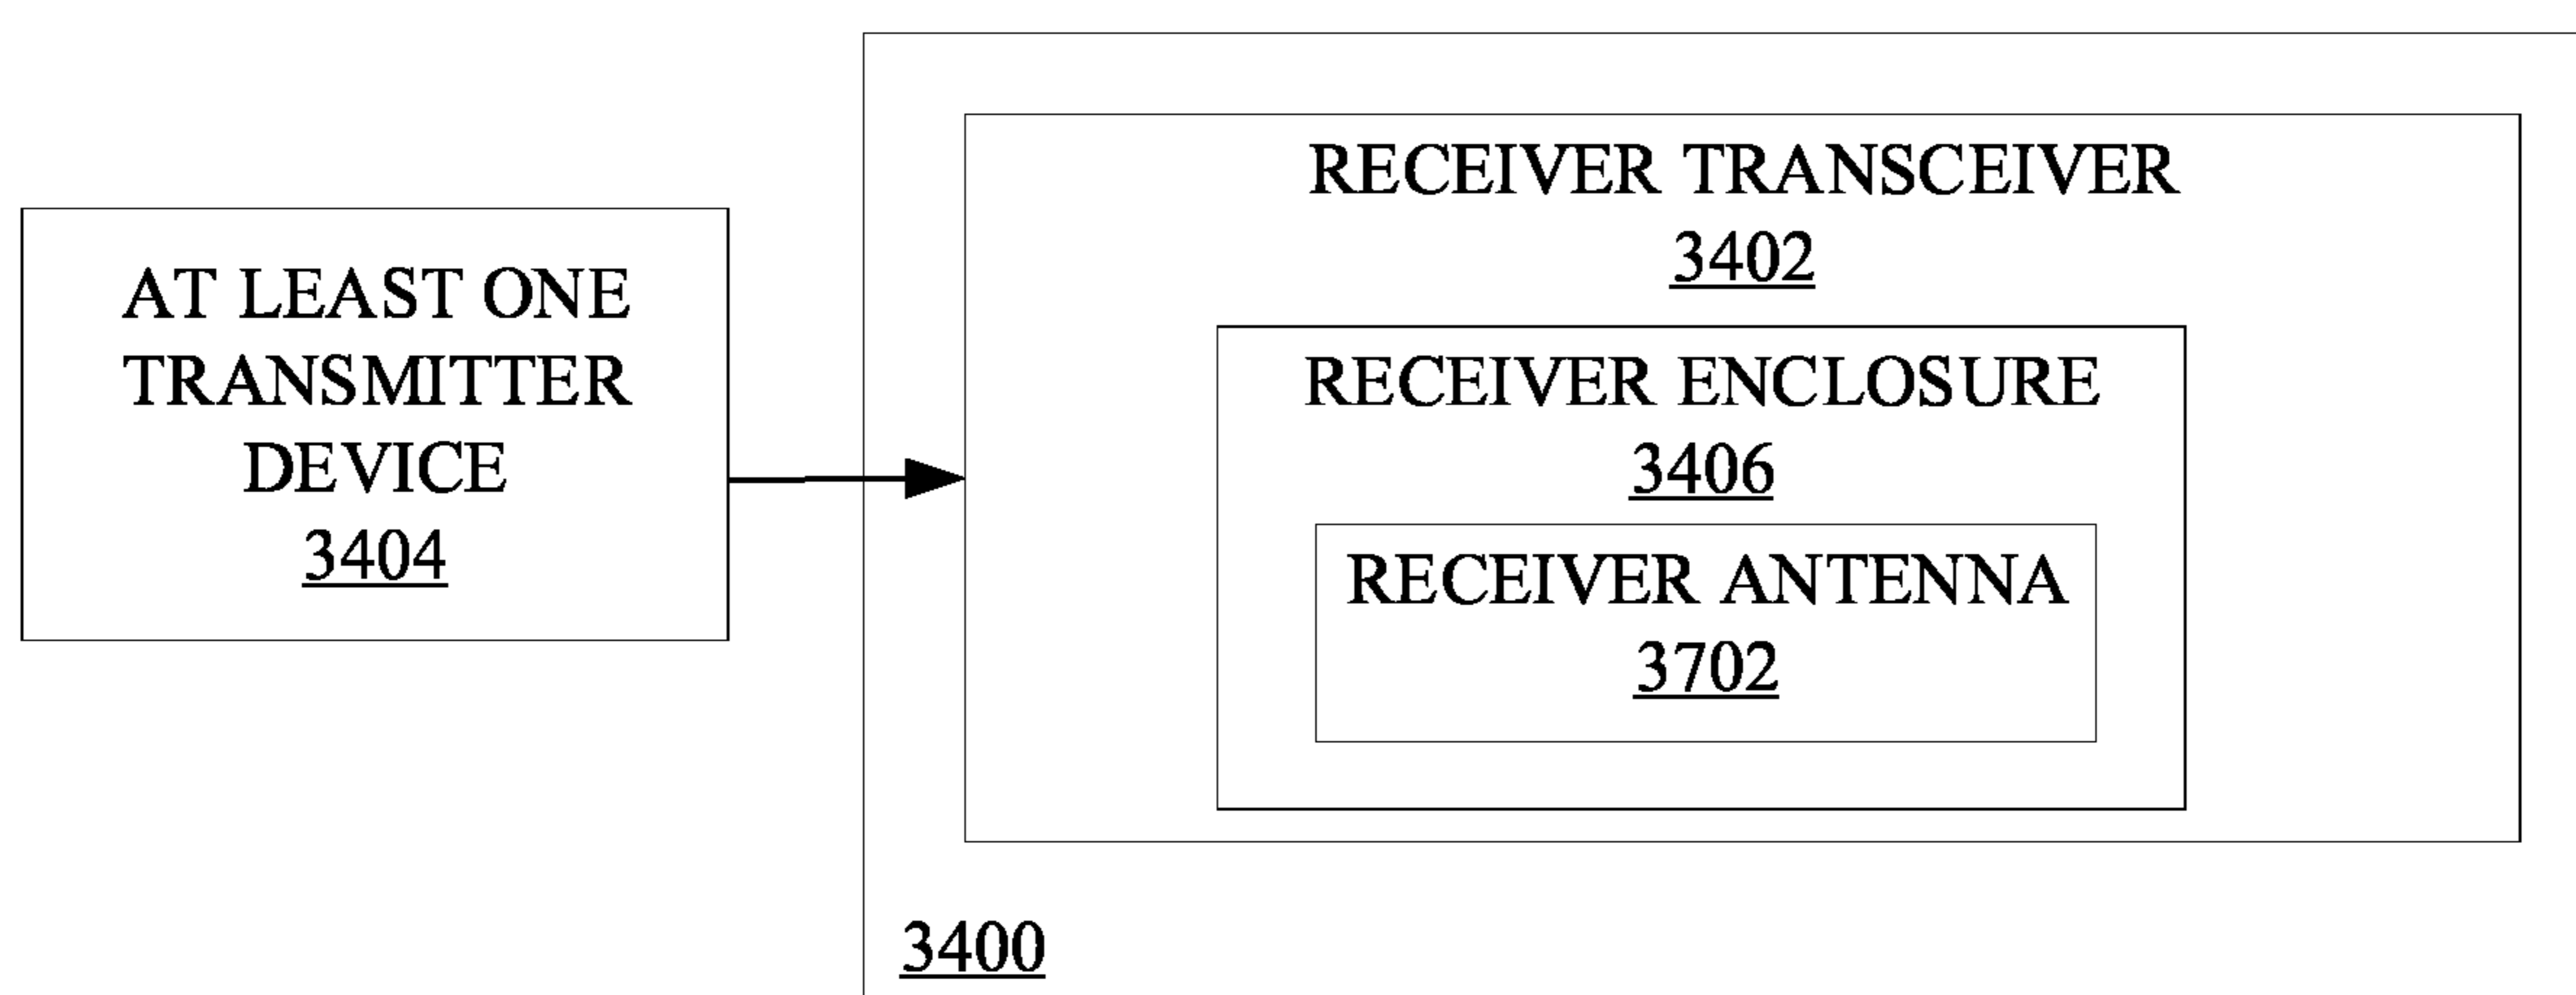 AT LEAST ONE
TRANSMITTER
DEVICE
3404
RECEIVER TRANSCEIVER
3402
RECEIVER ENCLOSURE
3406
RECEIVER ANTENNA
3702
3400